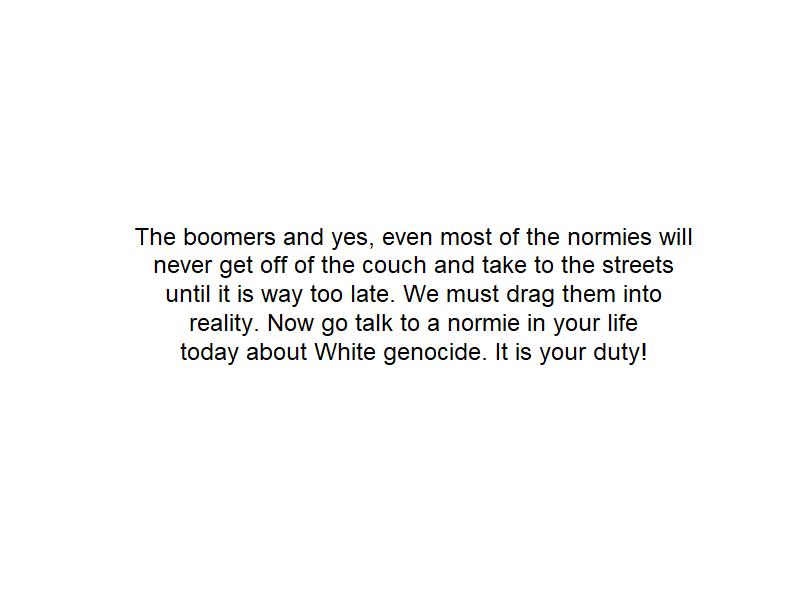 The boomers and yes, even most of the normies will
never get off of the couch and take to the streets
until it is way too late. We must drag them into
reality. Now go talk to a normie in your life
today about White genocide. It is your duty!